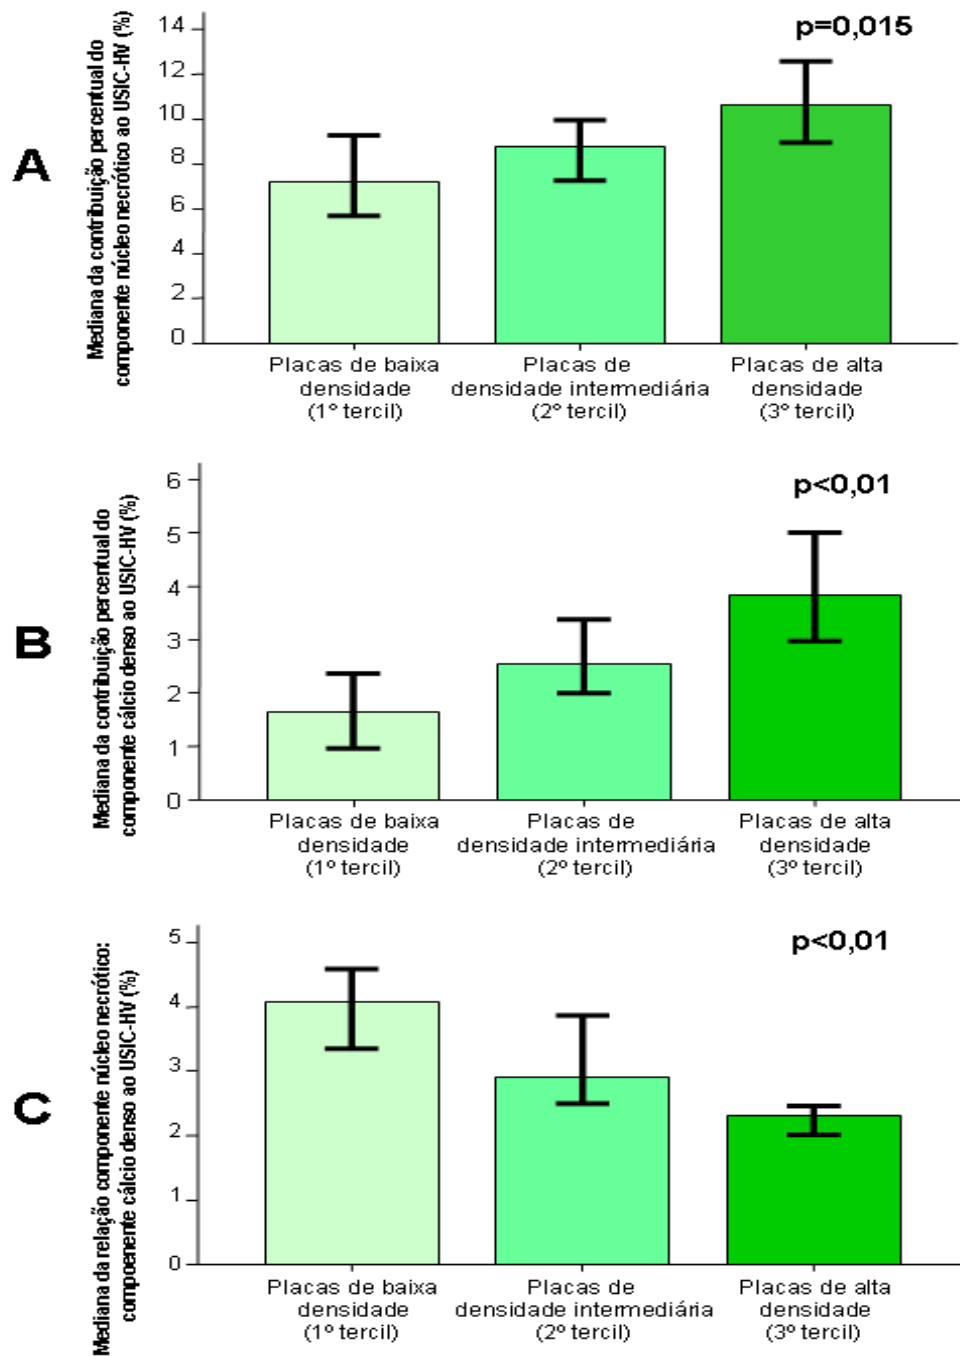 A
Mediana da contribuição percentual do
componente núcleo necrótico ao USIC-HV (%)
14
12
10
8
6
4
2
0
p=0,015
Placas de baixa
densidade
(1º tercil)
Placas de
densidade intermediária
(2º tercil)
Placas de alta
densidade
(3º tercil)
B
Mediana da contribuição percentual do
componente cálcio denso ao USIC-HV (%)
6
5
4
3
2
1
0
p<0,01
Placas de baixa
densidade
(1º tercil)
Placas de
densidade intermediária
(2º tercil)
Placas de alta
densidade
(3º tercil)
C
Mediana da relação componente núcleo necrótico:
compoenente cálcio denso ao USIC-HV (%)
5
4
3
2
1
0
p<0,01
Placas de baixa
densidade
(1º tercil)
Placas de
densidade intermediária
(2º tercil)
Placas de alta
densidade
(3º tercil)